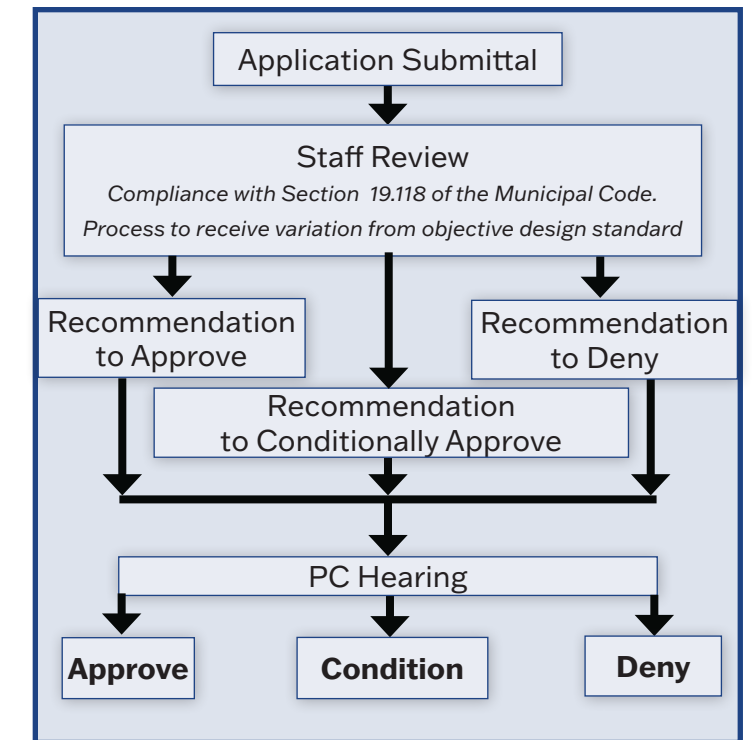 Application Submittal
Staff Review
Compliance with Section 19.118 of the Municipal Code.
Process to receive variation from objective design standard
Recommendation
to Approve
Recommendation
to Deny
Recommendation
to Conditionally Approve
PC Hearing
Approve
Condition
Deny